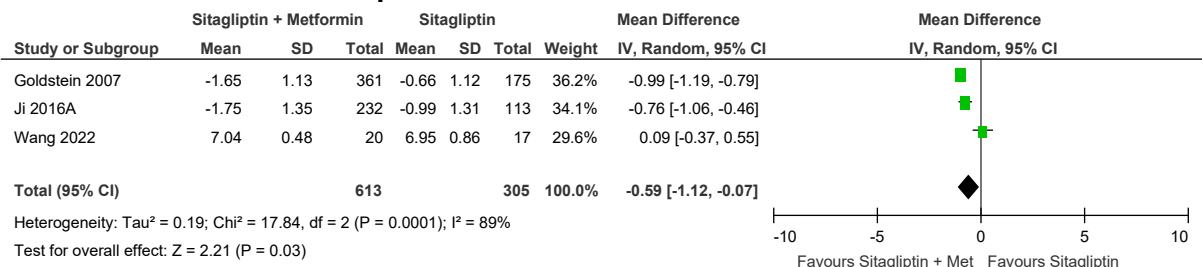 Sitagliptin + Metformin Sitagliptin Mean Difference Mean Difference
Study or Subgroup Mean SD Total Mean SD Total Weight IV, Random, 95% CI IV, Random, 95% CI
Goldstein 2007 -1.65 1.13 361 -0.66 1.12 175 36.2% -0.99 [-1.19, -0.79]
Ji 2016A -1.75 1.35 232 -0.99 1.31 113 34.1% -0.76 [-1.06, -0.46]
Wang 2022 7.04 0.48 20 6.95 0.86 17 29.6% 0.09 [-0.37, 0.55]
Total (95% CI) 613 305 100.0% -0.59 [-1.12, -0.07]
Heterogeneity: Tau² = 0.19; Chi² = 17.84, df = 2 (P = 0.0001); I² = 89%
Test for overall effect: Z = 2.21 (P = 0.03)
-10 -5 0 5 10
Favours Sitagliptin + Met Favours Sitagliptin